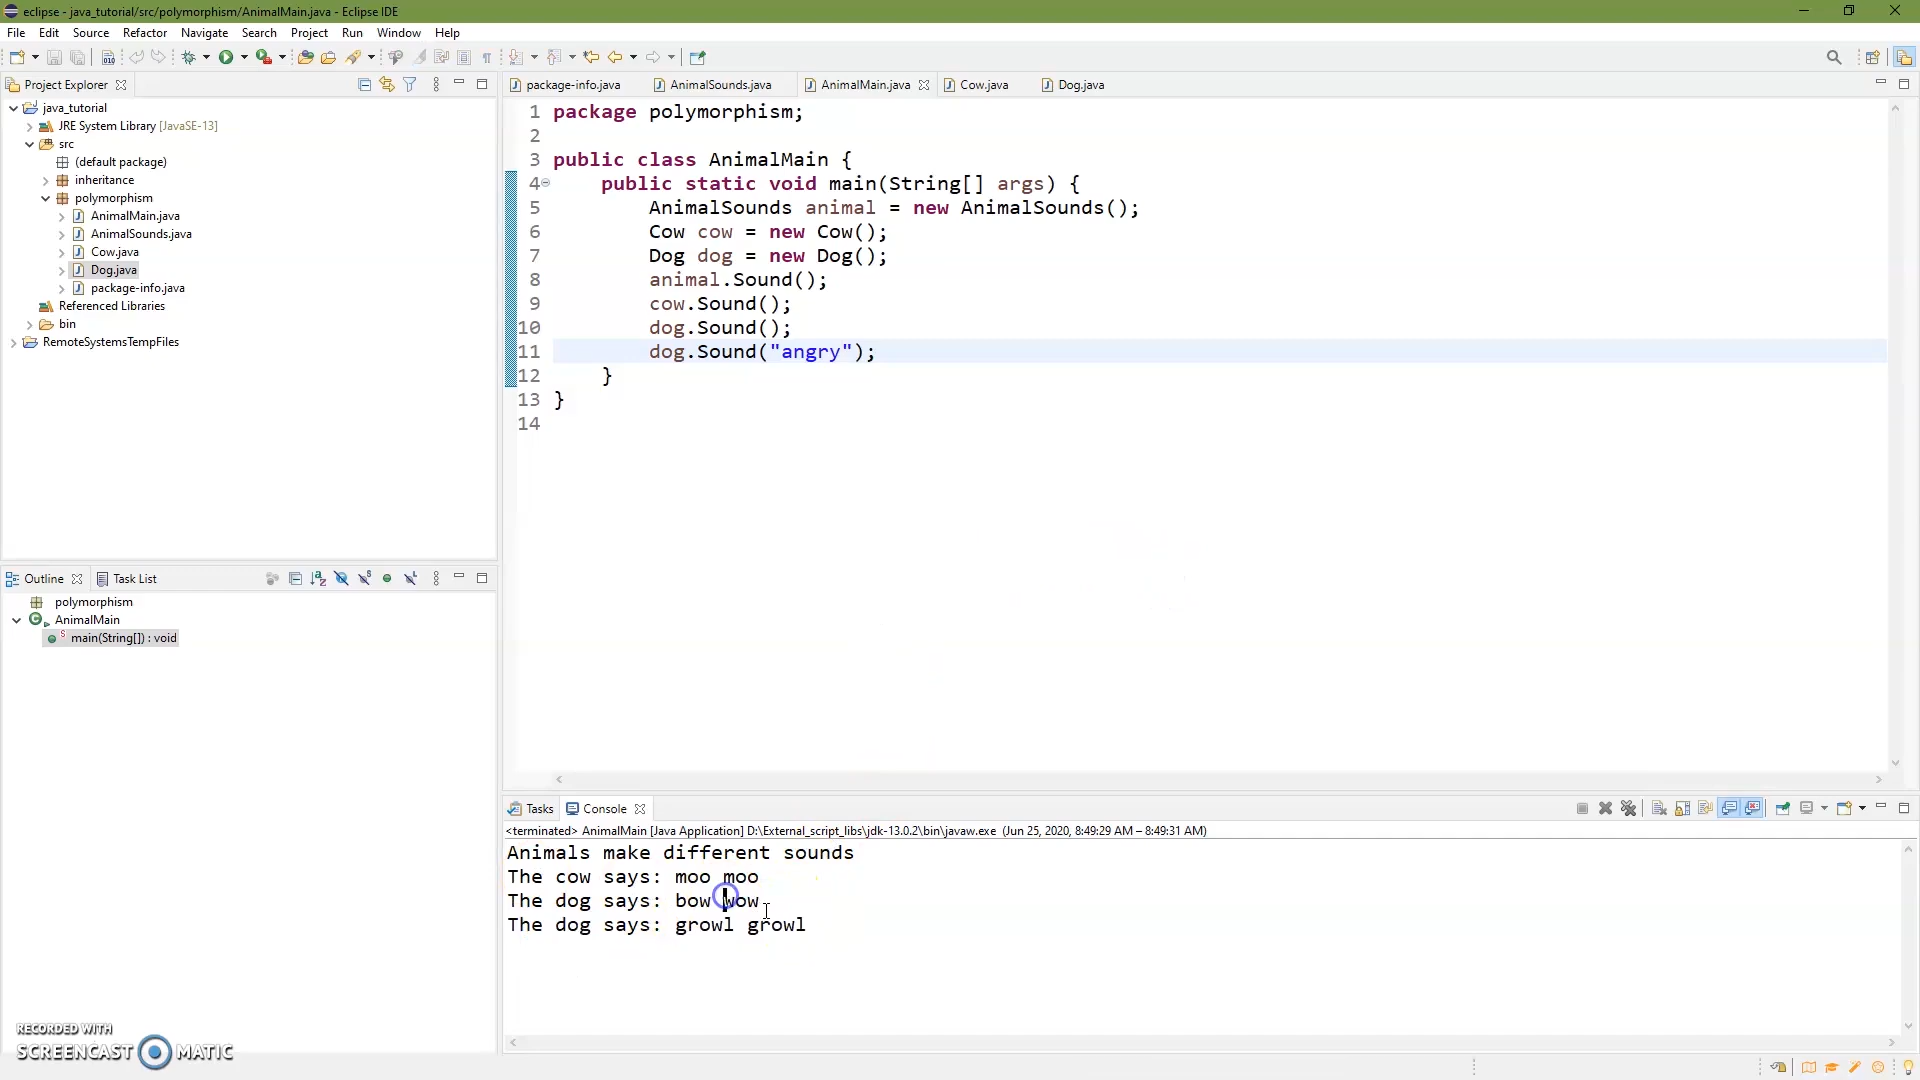 eclipse - java_tutorial/src/polymorphism/AnimalMain.java - Eclipse IDE
File Edit Source Refactor Navigate Search Project Run Window Help
Project Explorer
package-info.java AnimalSounds.java AnimalMain.java Cow.java Dog.java
java_tutorial
JRE System Library [JavaSE-13]
src
(default package)
inheritance
polymorphism
AnimalMain.java
AnimalSounds.java
Cow.java
Dog.java
package-info.java
Referenced Libraries
bin
RemoteSystemsTempFiles
1 package polymorphism;
2
3 public class AnimalMain {
4 public static void main(String[] args) {
5 AnimalSounds animal = new AnimalSounds();
6 Cow cow = new Cow();
7 Dog dog = new Dog();
8 animal.Sound();
9 cow.Sound();
10 dog.Sound();
11 dog.Sound("angry");
12 }
13 }
14
Outline Task List
polymorphism
AnimalMain
main(String[]) : void
Tasks Console
<terminated> AnimalMain [Java Application] D:\External_script_libs\jdk-13.0.2\bin\javaw.exe (Jun 25, 2020, 8:49:29 AM – 8:49:31 AM)
Animals make different sounds
The cow says: moo moo
The dog says: bow wow
The dog says: growl growl
RECORDED WITH
SCREENCAST MATIC